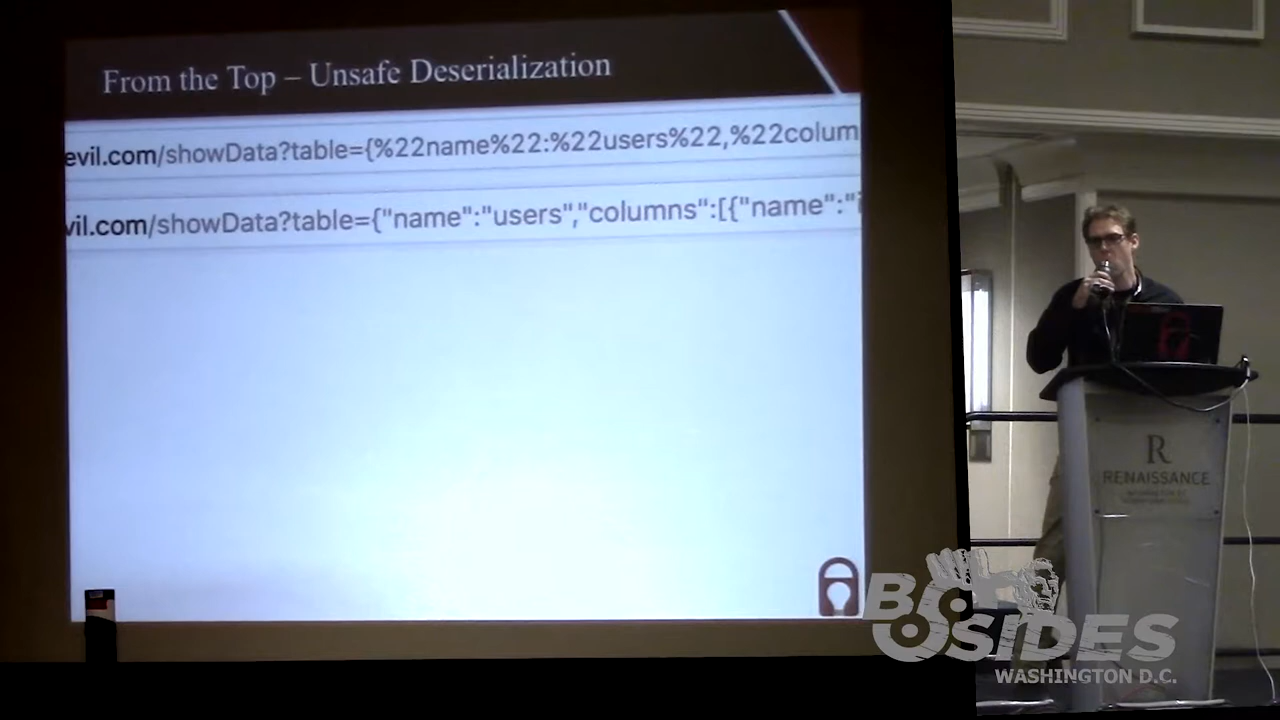 From the Top – Unsafe Deserialization
evil.com/showData?table={%22name%22:%22users%22,%22colum
vil.com/showData?table={"name":"users","columns":[{"name":"i
R
RENAISSANCE
BSIDES
WASHINGTON D.C.